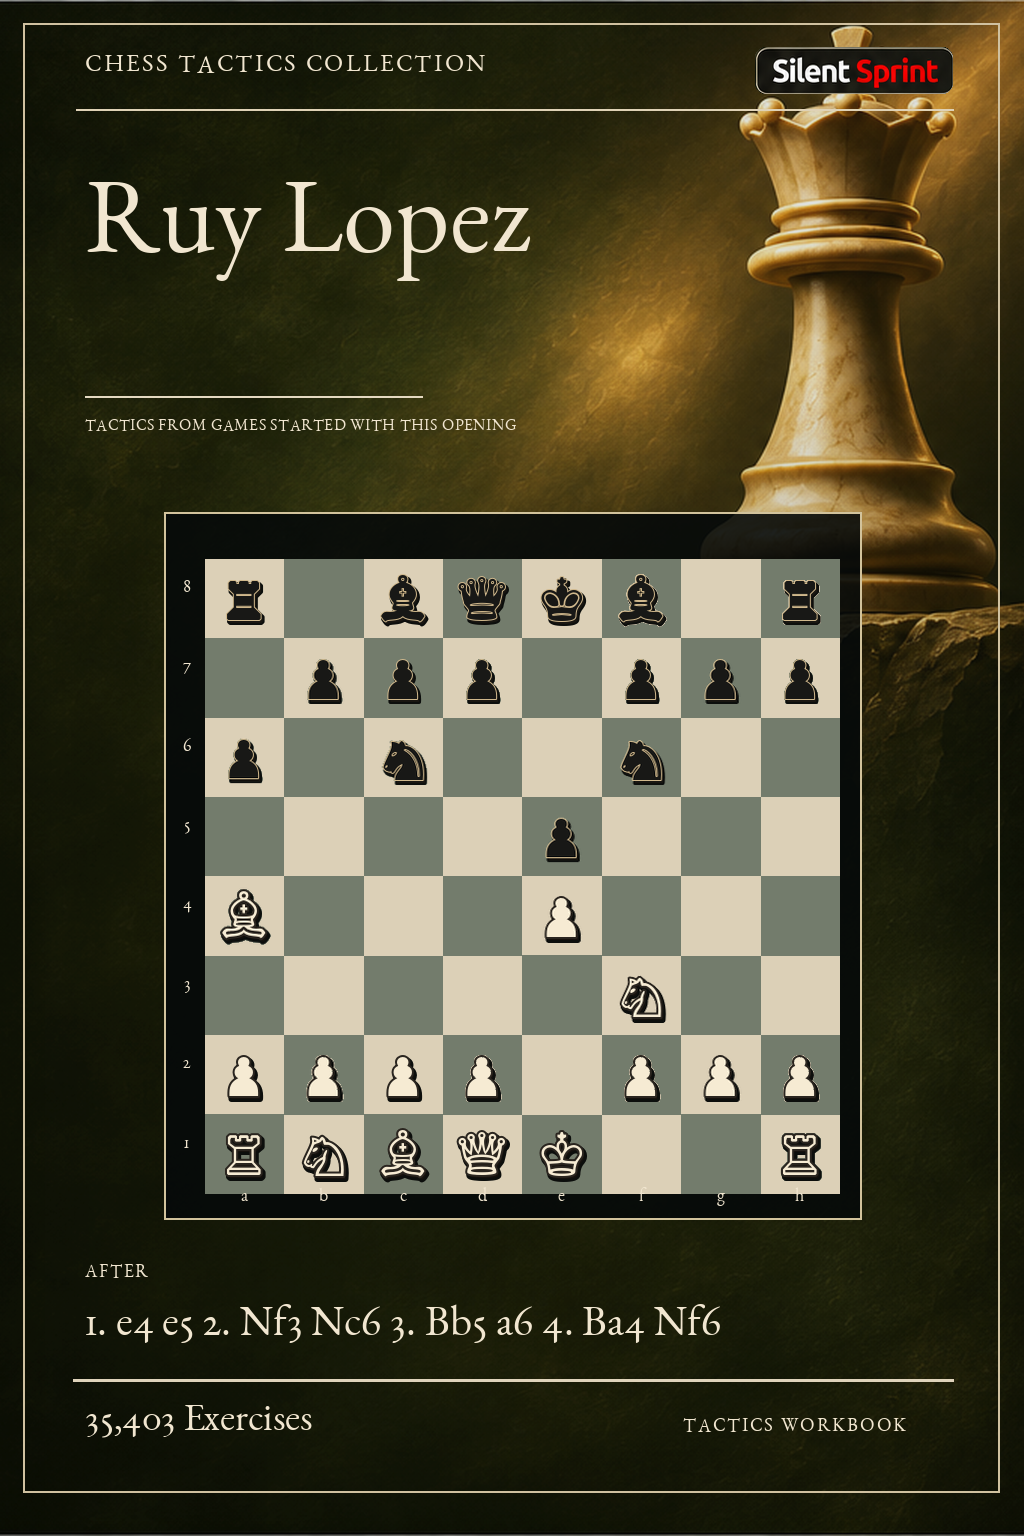 CHESS TACTICS COLLECTION
Silent Sprint
Ruy Lopez
TACTICS FROM GAMES STARTED WITH THIS OPENING
8
7
6
5
4
3
2
1
a b c d e f g h
AFTER
1. e4 e5 2. Nf3 Nc6 3. Bb5 a6 4. Ba4 Nf6
35,403 Exercises
TACTICS WORKBOOK